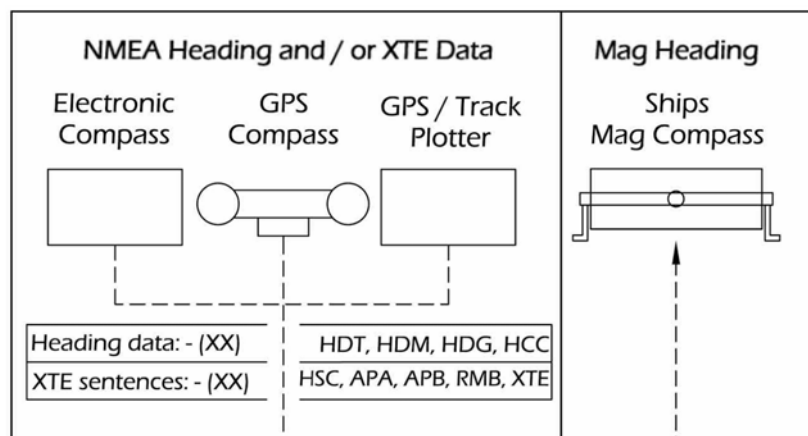 NMEA Heading and / or XTE Data
Electronic
Compass
GPS
Compass
GPS / Track
Plotter
Heading data: - (XX) HDT, HDM, HDG, HCC
XTE sentences: - (XX) HSC, APA, APB, RMB, XTE
Mag Heading
Ships
Mag Compass